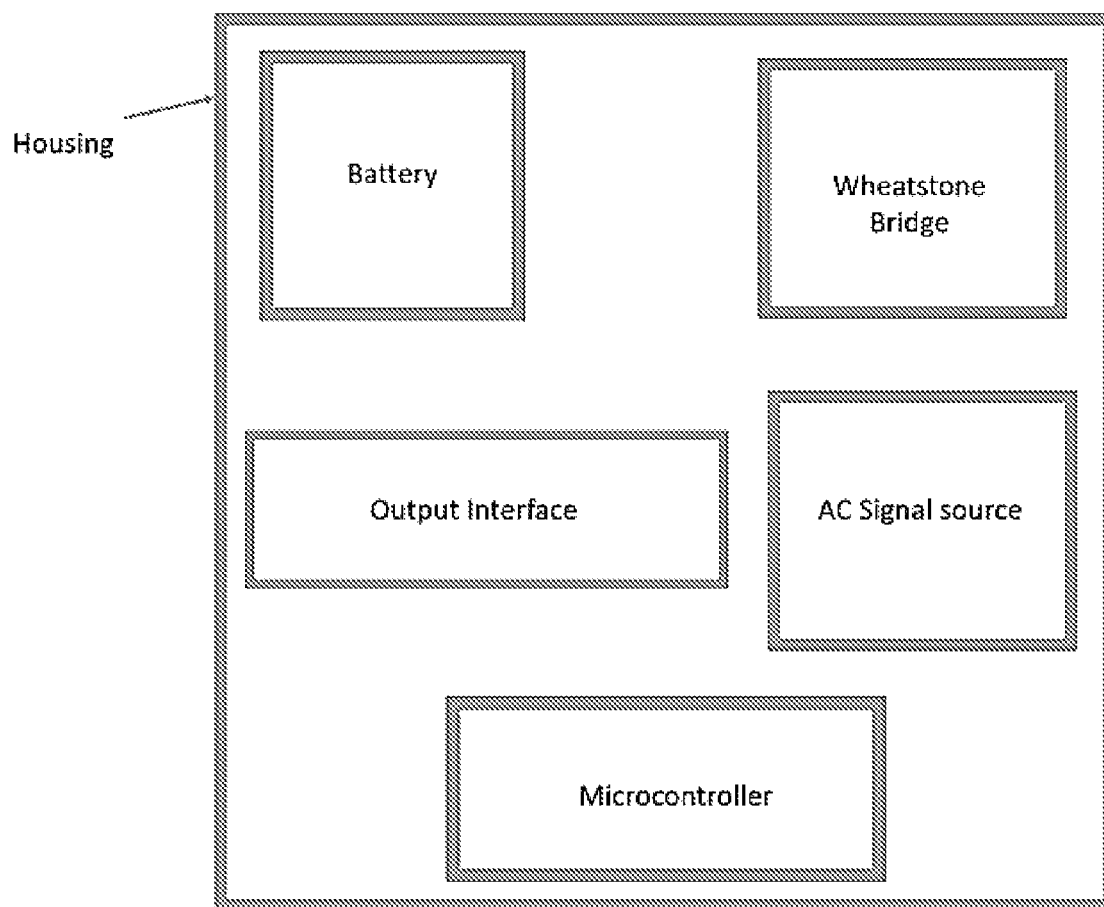 Housing
Battery
Wheatstone
Bridge
Output Interface
AC Signal source
Microcontroller